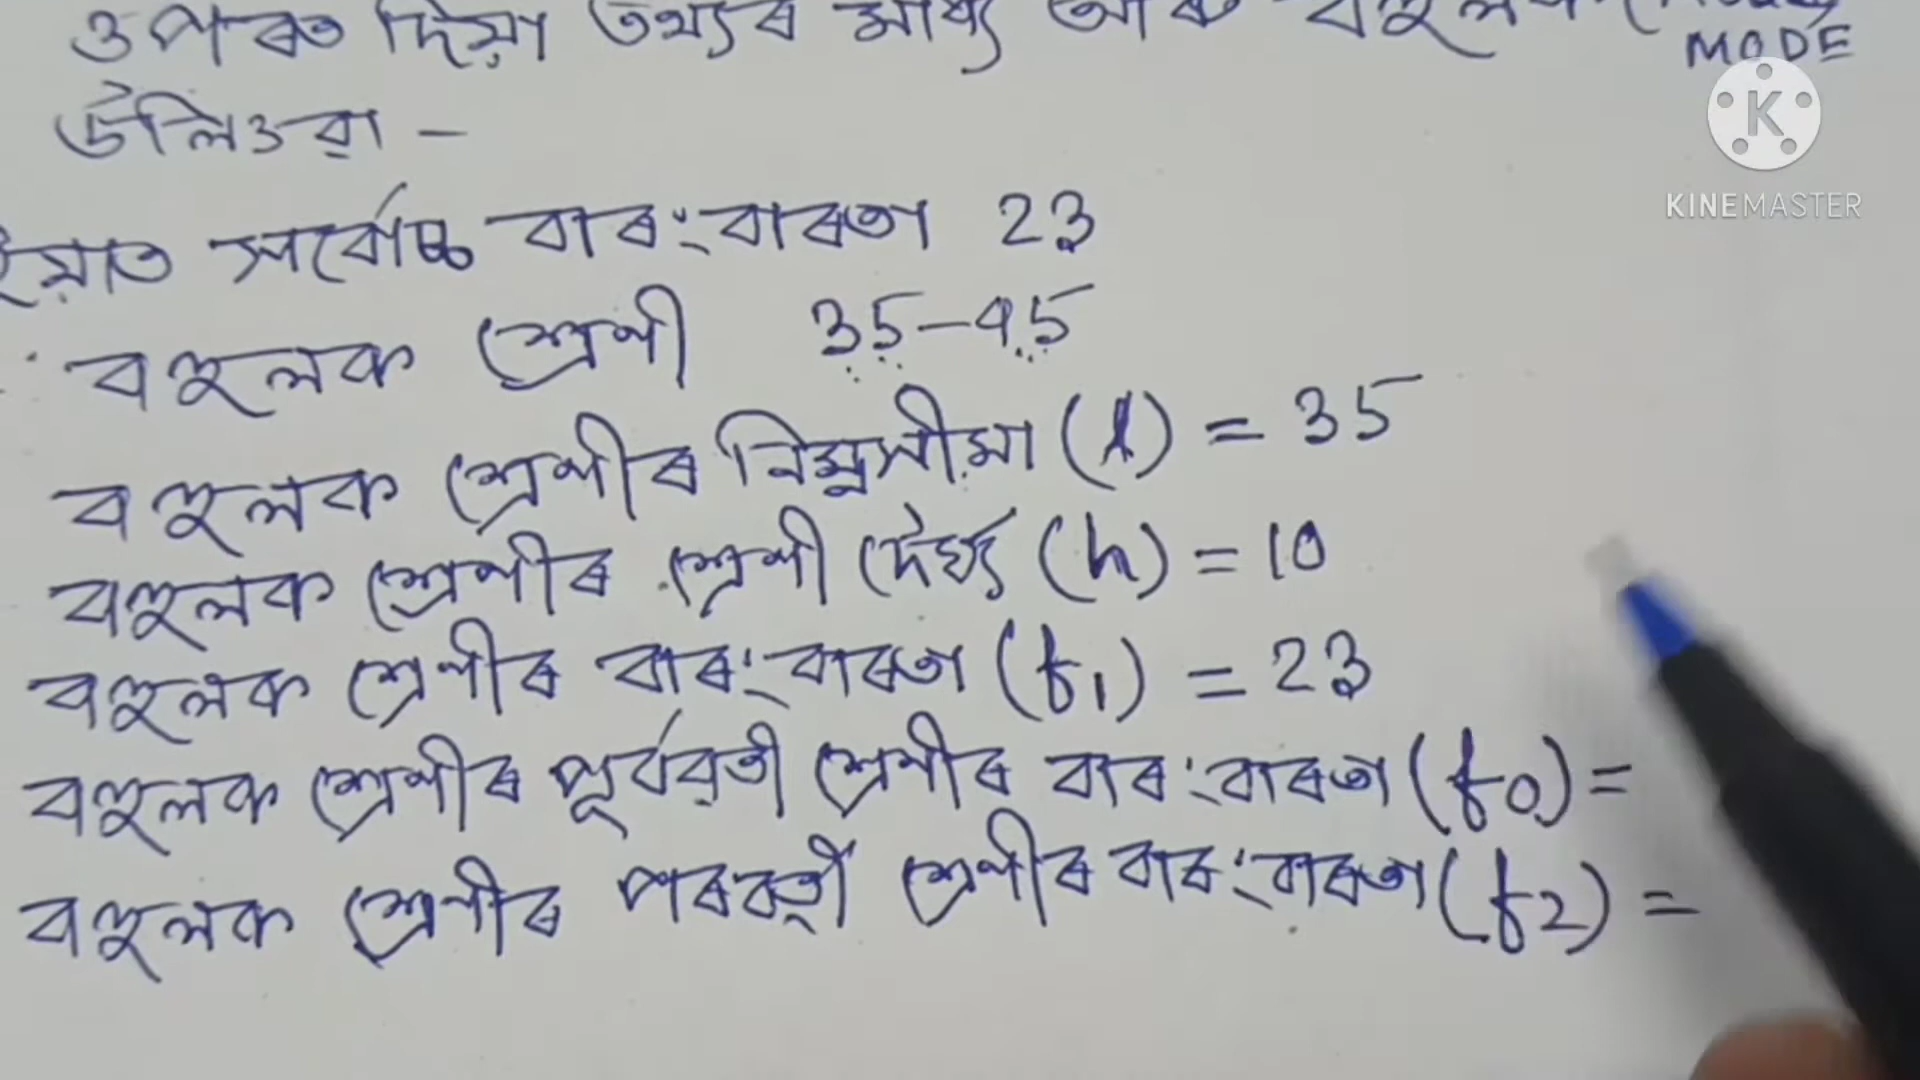 ওপৰত দিয়া তথ্যৰ মাধ্য আৰু বহুলক
MODE
উলিওৱা -
K
KINEMASTER
ইয়াত সৰ্বোচ্চ বাৰংবাৰতা 23
বহুলক শ্ৰেণী 35-45
বহুলক শ্ৰেণীৰ নিম্নসীমা (l) = 35
বহুলক শ্ৰেণীৰ শ্ৰেণী দৈৰ্ঘ্য (h) = 10
বহুলক শ্ৰেণীৰ বাৰংবাৰতা (f₁) = 23
বহুলক শ্ৰেণীৰ পূৰ্বৱৰ্তী শ্ৰেণীৰ বাৰংবাৰতা (f₀) =
বহুলক শ্ৰেণীৰ পৰৱৰ্তী শ্ৰেণীৰ বাৰংবাৰতা (f₂) =